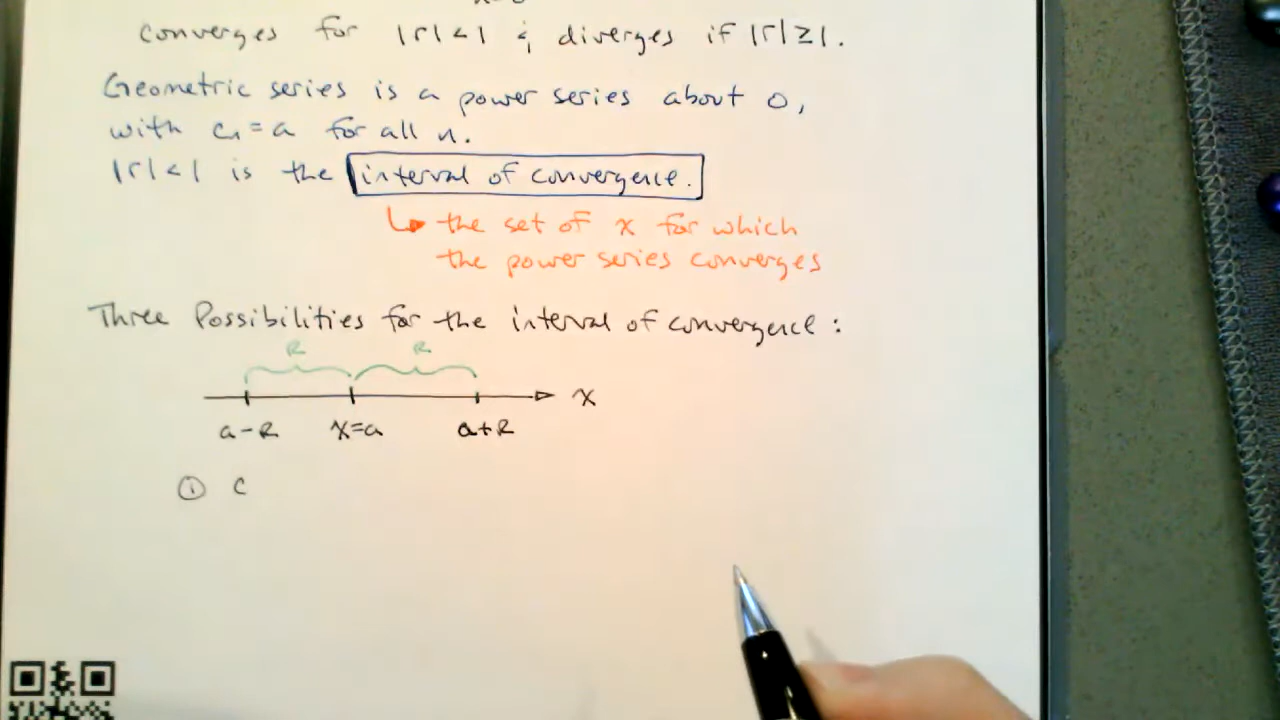 converges for |r| < 1 & diverges if |r| ≥ 1.
Geometric series is a power series about 0,
with cₙ = a for all n.
|r| < 1 is the interval of convergence.
↳ the set of x for which
the power series converges
Three Possibilities for the interval of convergence:
R R
x
a-R x=a a+R
① C